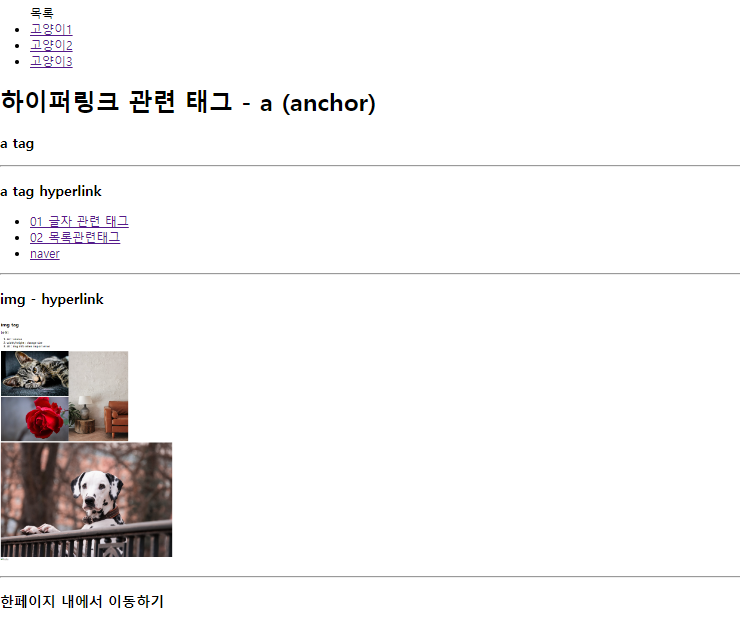 목록
고양이1
고양이2
고양이3
하이퍼링크 관련 태그 - a (anchor)
a tag
a tag hyperlink
01 글자 관련 태그
02 목록관련태그
naver
img - hyperlink
img tag
한페이지 내에서 이동하기